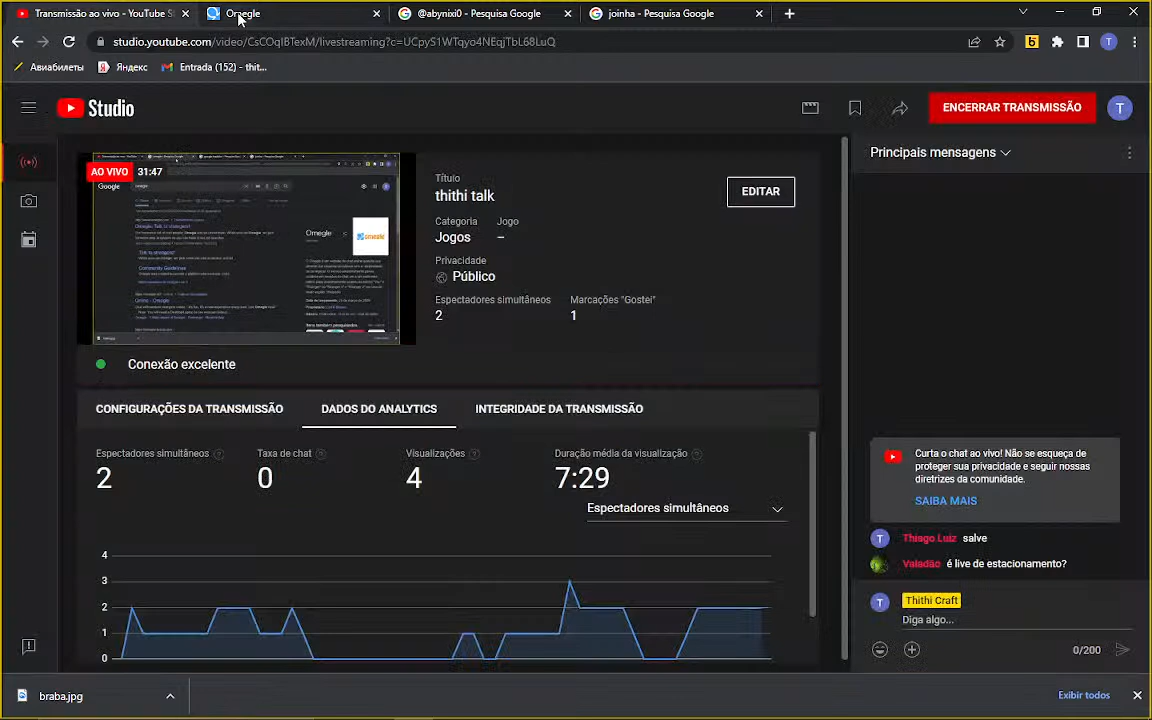 Transmissão ao vivo - YouTube S
Omegle
@abynixi0 - Pesquisa Google
joinha - Pesquisa Google
studio.youtube.com/video/CsCOqIBTexM/livestreaming?c=UCpyS1WTqyo4NEqjTbL68LuQ
T
Авиабилеты
Яндекс
Entrada (152) - thit...
Studio
ENCERRAR TRANSMISSÃO
T
AO VIVO 31:47
Google
Omegle
omegle
Título
thithi talk
EDITAR
Categoria
Jogo
Jogos
–
Privacidade
Público
Espectadores simultâneos
Marcações "Gostei"
2
1
Conexão excelente
Principais mensagens
CONFIGURAÇÕES DA TRANSMISSÃO
DADOS DO ANALYTICS
INTEGRIDADE DA TRANSMISSÃO
Espectadores simultâneos
Taxa de chat
Visualizações
Duração média da visualização
2
0
4
7:29
Espectadores simultâneos
4
3
2
1
0
Curta o chat ao vivo! Não se esqueça de
proteger sua privacidade e seguir nossas
diretrizes da comunidade.
SAIBA MAIS
T Thiago Luiz salve
Valadão é live de estacionamento?
T Thithi Craft
Diga algo...
0/200
braba.jpg
Exibir todos